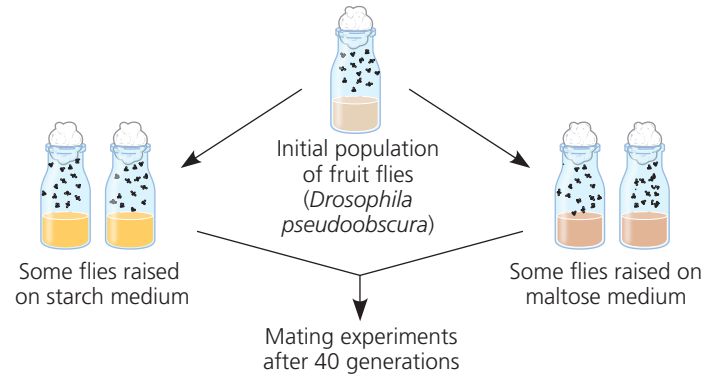 Initial population
of fruit flies
(Drosophila
pseudoobscura)
Some flies raised
on starch medium
Some flies raised on
maltose medium
Mating experiments
after 40 generations